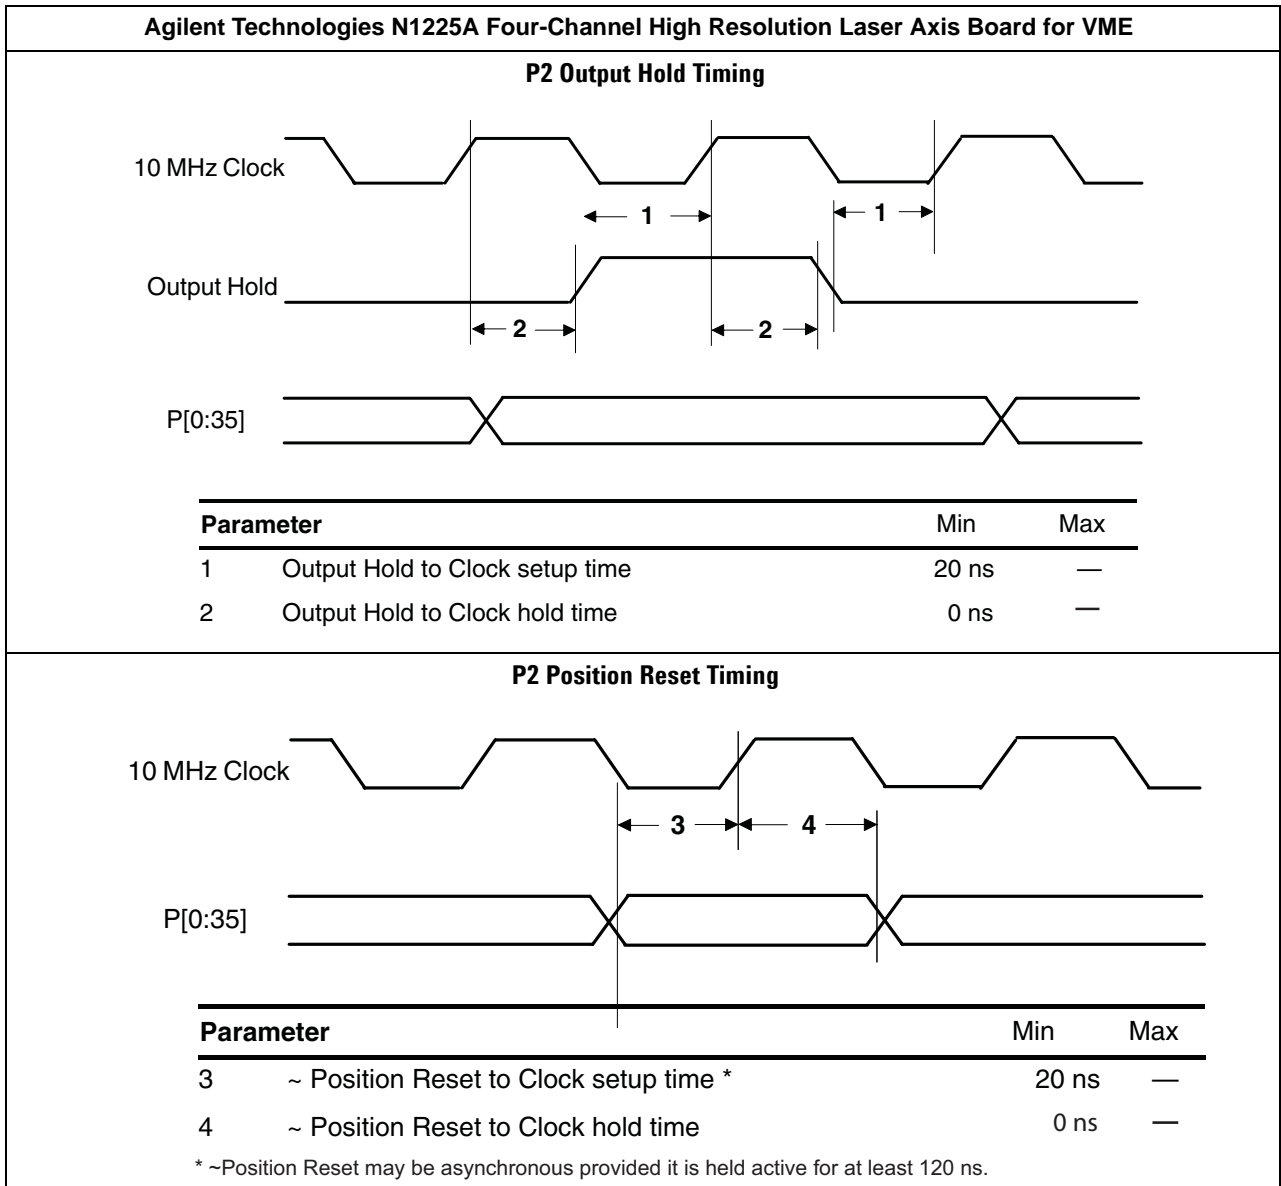 Agilent Technologies N1225A Four-Channel High Resolution Laser Axis Board for VME
P2 Output Hold Timing
10 MHz Clock
1 1
Output Hold
2 2
P[0:35]
Parameter Min Max
1 Output Hold to Clock setup time 20 ns —
2 Output Hold to Clock hold time 0 ns —
P2 Position Reset Timing
10 MHz Clock
3 4
P[0:35]
Parameter Min Max
3 ~ Position Reset to Clock setup time * 20 ns —
4 ~ Position Reset to Clock hold time 0 ns —
* ~Position Reset may be asynchronous provided it is held active for at least 120 ns.